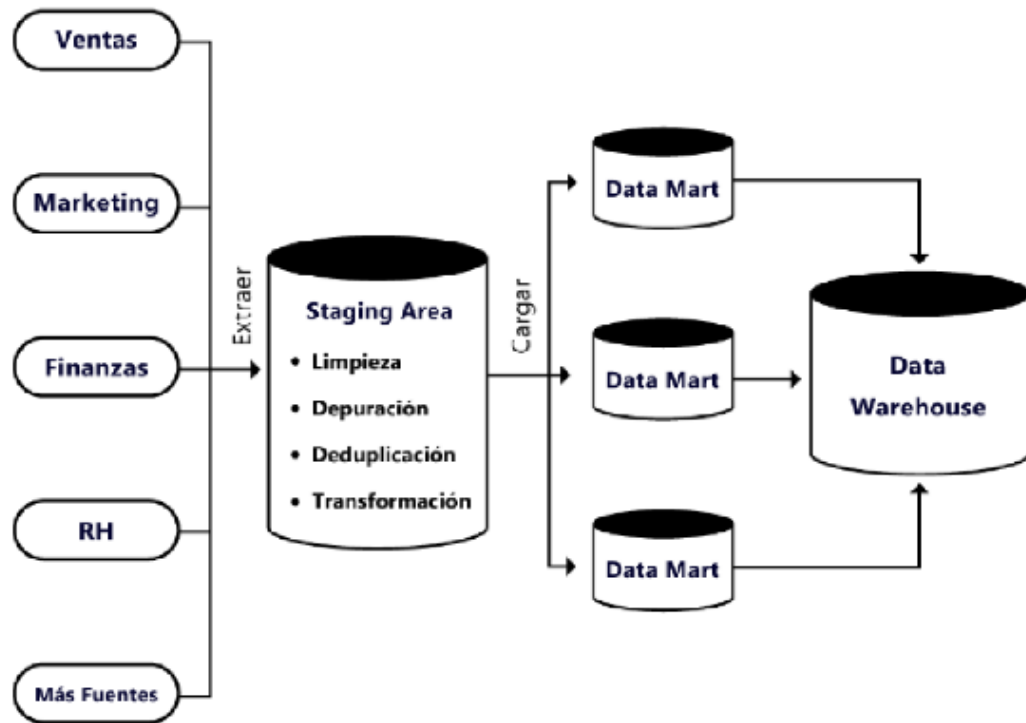 Ventas
Marketing
Finanzas
RH
Más Fuentes
Extraer
Staging Area
• Limpieza
• Depuración
• Deduplicación
• Transformación
Cargar
Data Mart
Data Mart
Data Mart
Data
Warehouse